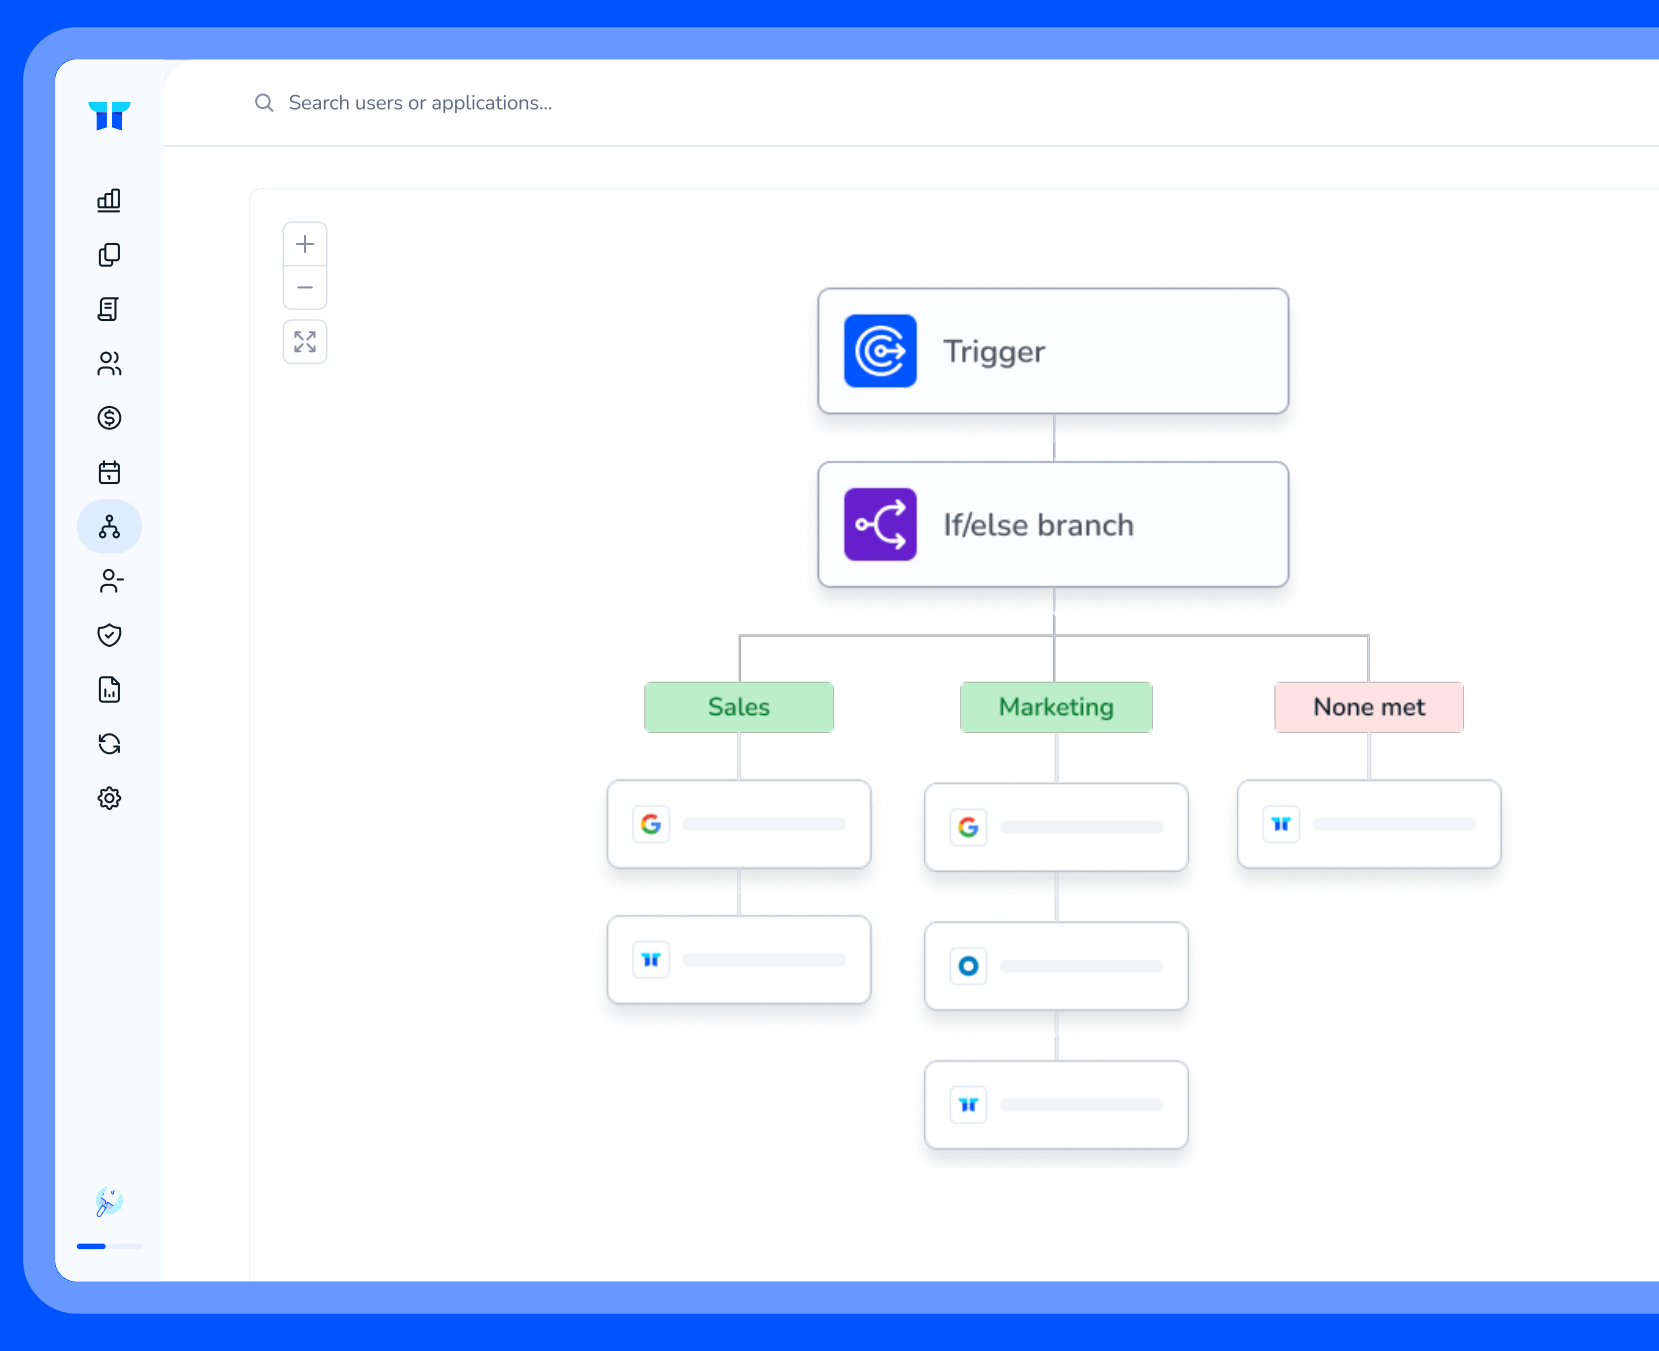 Search users or applications...
Trigger
If/else branch
Sales
Marketing
None met